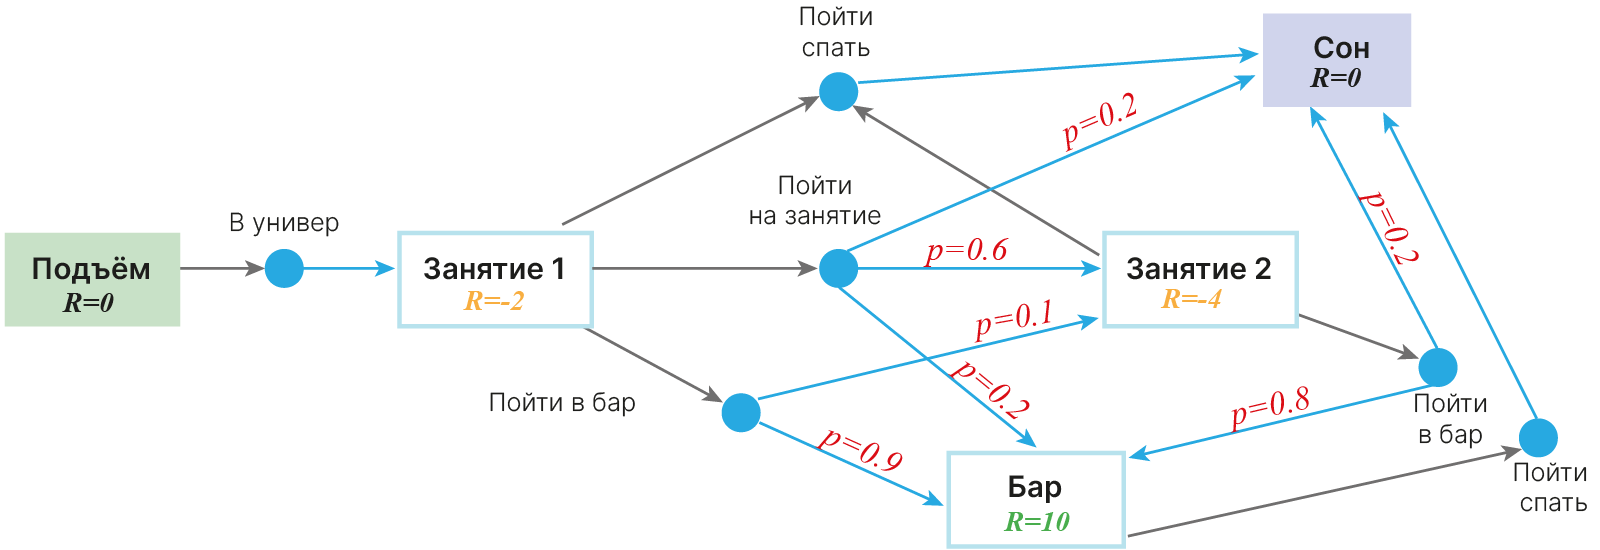 Пойти
спать
Сон
R=0
p=0.2
Пойти
на занятие
В универ
Подъём
R=0
Занятие 1
R=-2
p=0.6
Занятие 2
R=-4
p=0.2
p=0.1
p=0.2
Пойти в бар
p=0.8
Пойти
в бар
p=0.9
Бар
R=10
Пойти
спать